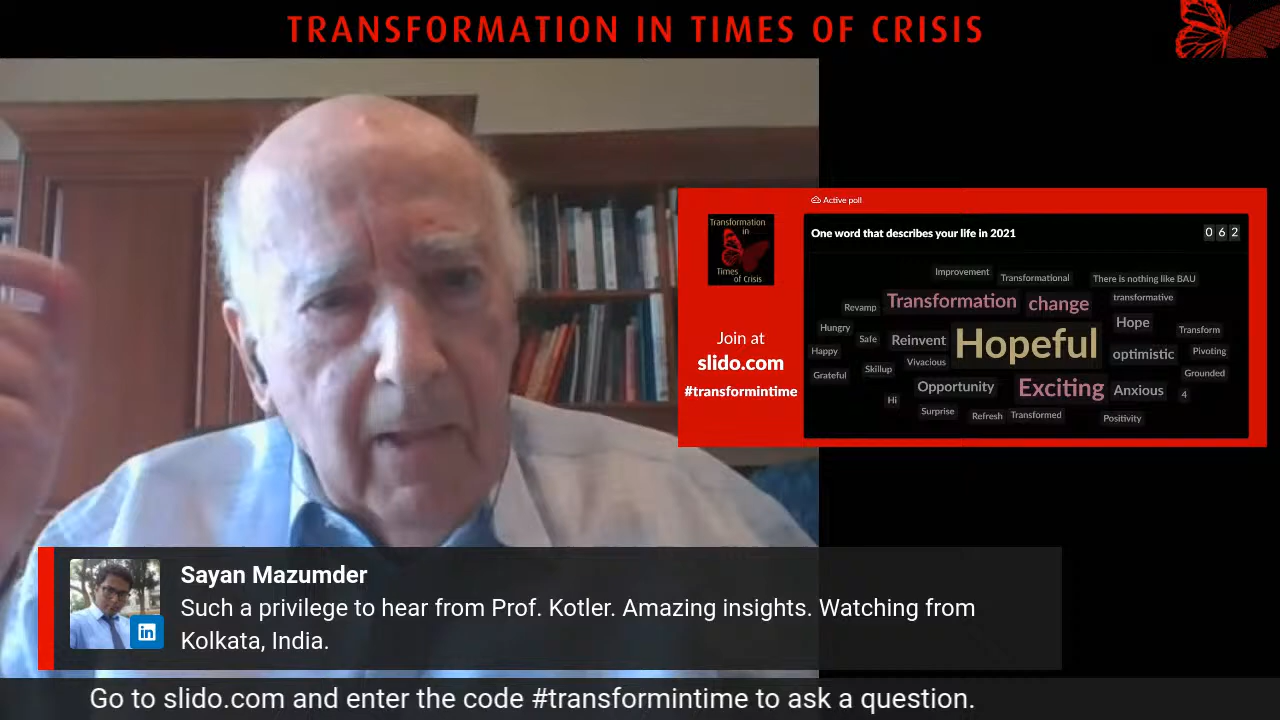 TRANSFORMATION IN TIMES OF CRISIS
Active poll
Transformation
in
Times
of Crisis
Join at
slido.com
#transformintime
One word that describes your life in 2021
0 6 2
Improvement
Transformational
There is nothing like BAU
Revamp
Transformation
change
transformative
Hungry
Safe
Reinvent
Hopeful
Hope
Transform
Happy
Vivacious
optimistic
Pivoting
Grateful
Skillup
Opportunity
Exciting
Anxious
Grounded
4
Hi
Surprise
Refresh
Transformed
Positivity
Sayan Mazumder
in
Such a privilege to hear from Prof. Kotler. Amazing insights. Watching from
Kolkata, India.
Go to slido.com and enter the code #transformintime to ask a question.